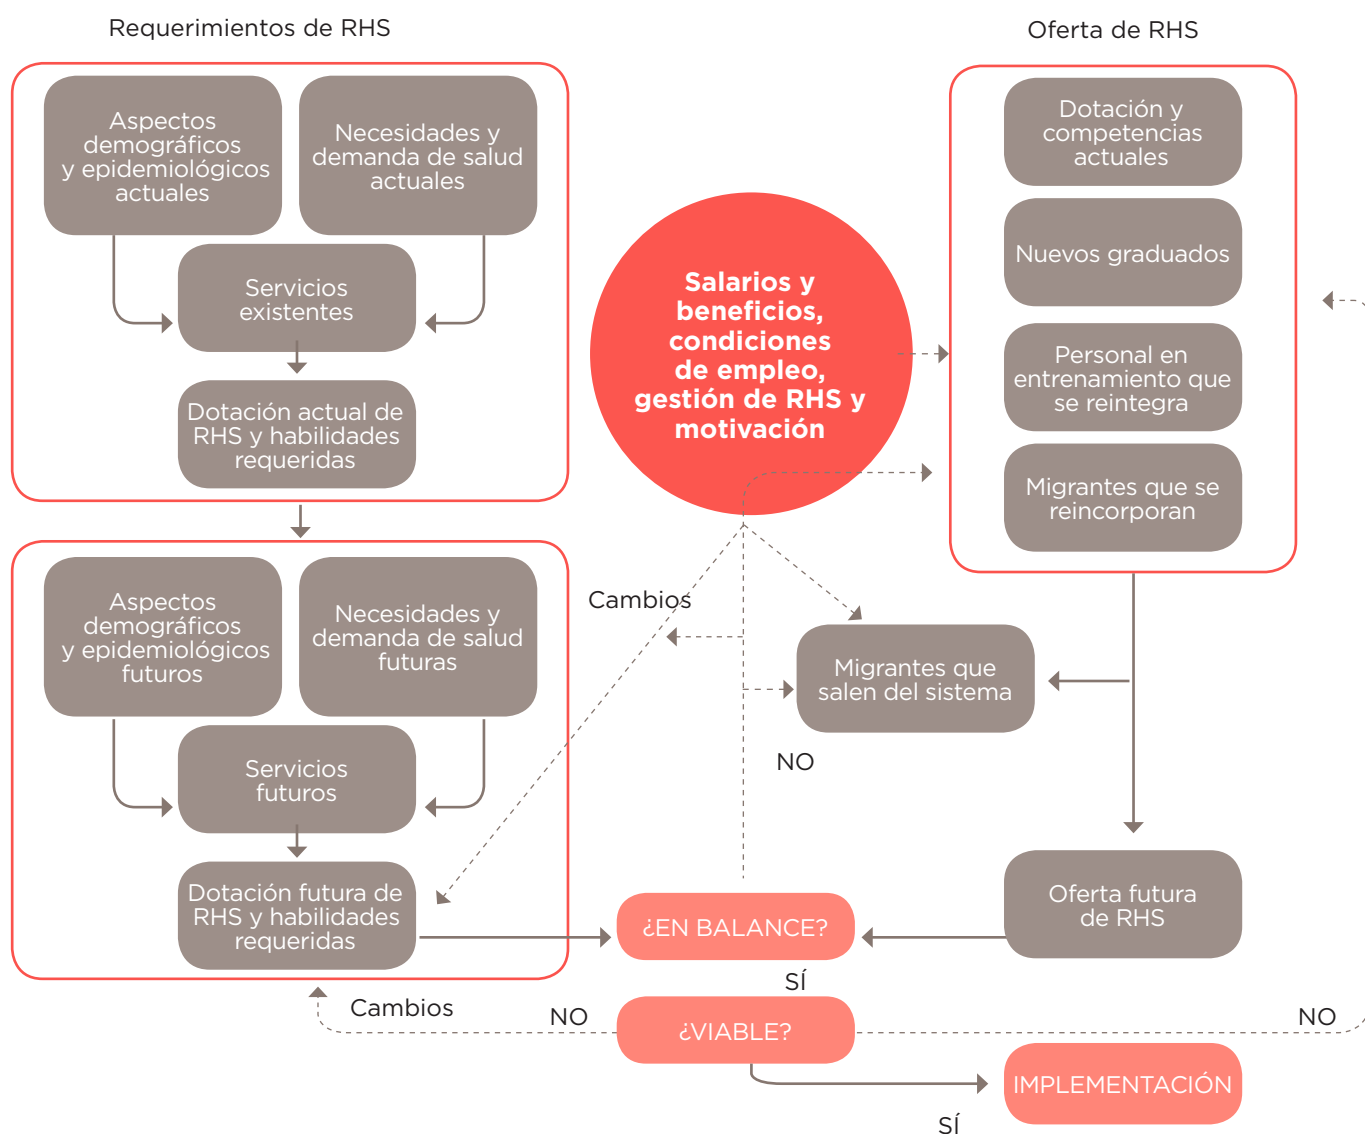 Requerimientos de RHS
Aspectos
demográficos
y epidemiológicos
actuales
Necesidades y
demanda de salud
actuales
Servicios
existentes
Dotación actual de
RHS y habilidades
requeridas
Aspectos
demográficos
y epidemiológicos
futuros
Necesidades y
demanda de salud
futuras
Servicios
futuros
Dotación futura de
RHS y habilidades
requeridas
Salarios y
beneficios,
condiciones
de empleo,
gestión de RHS y
motivación
Cambios
Migrantes que
salen del sistema
NO
Oferta de RHS
Dotación y
competencias
actuales
Nuevos graduados
Personal en
entrenamiento que
se reintegra
Migrantes que se
reincorporan
Oferta futura
de RHS
¿EN BALANCE?
SÍ
Cambios
NO
¿VIABLE?
NO
IMPLEMENTACIÓN
SÍ